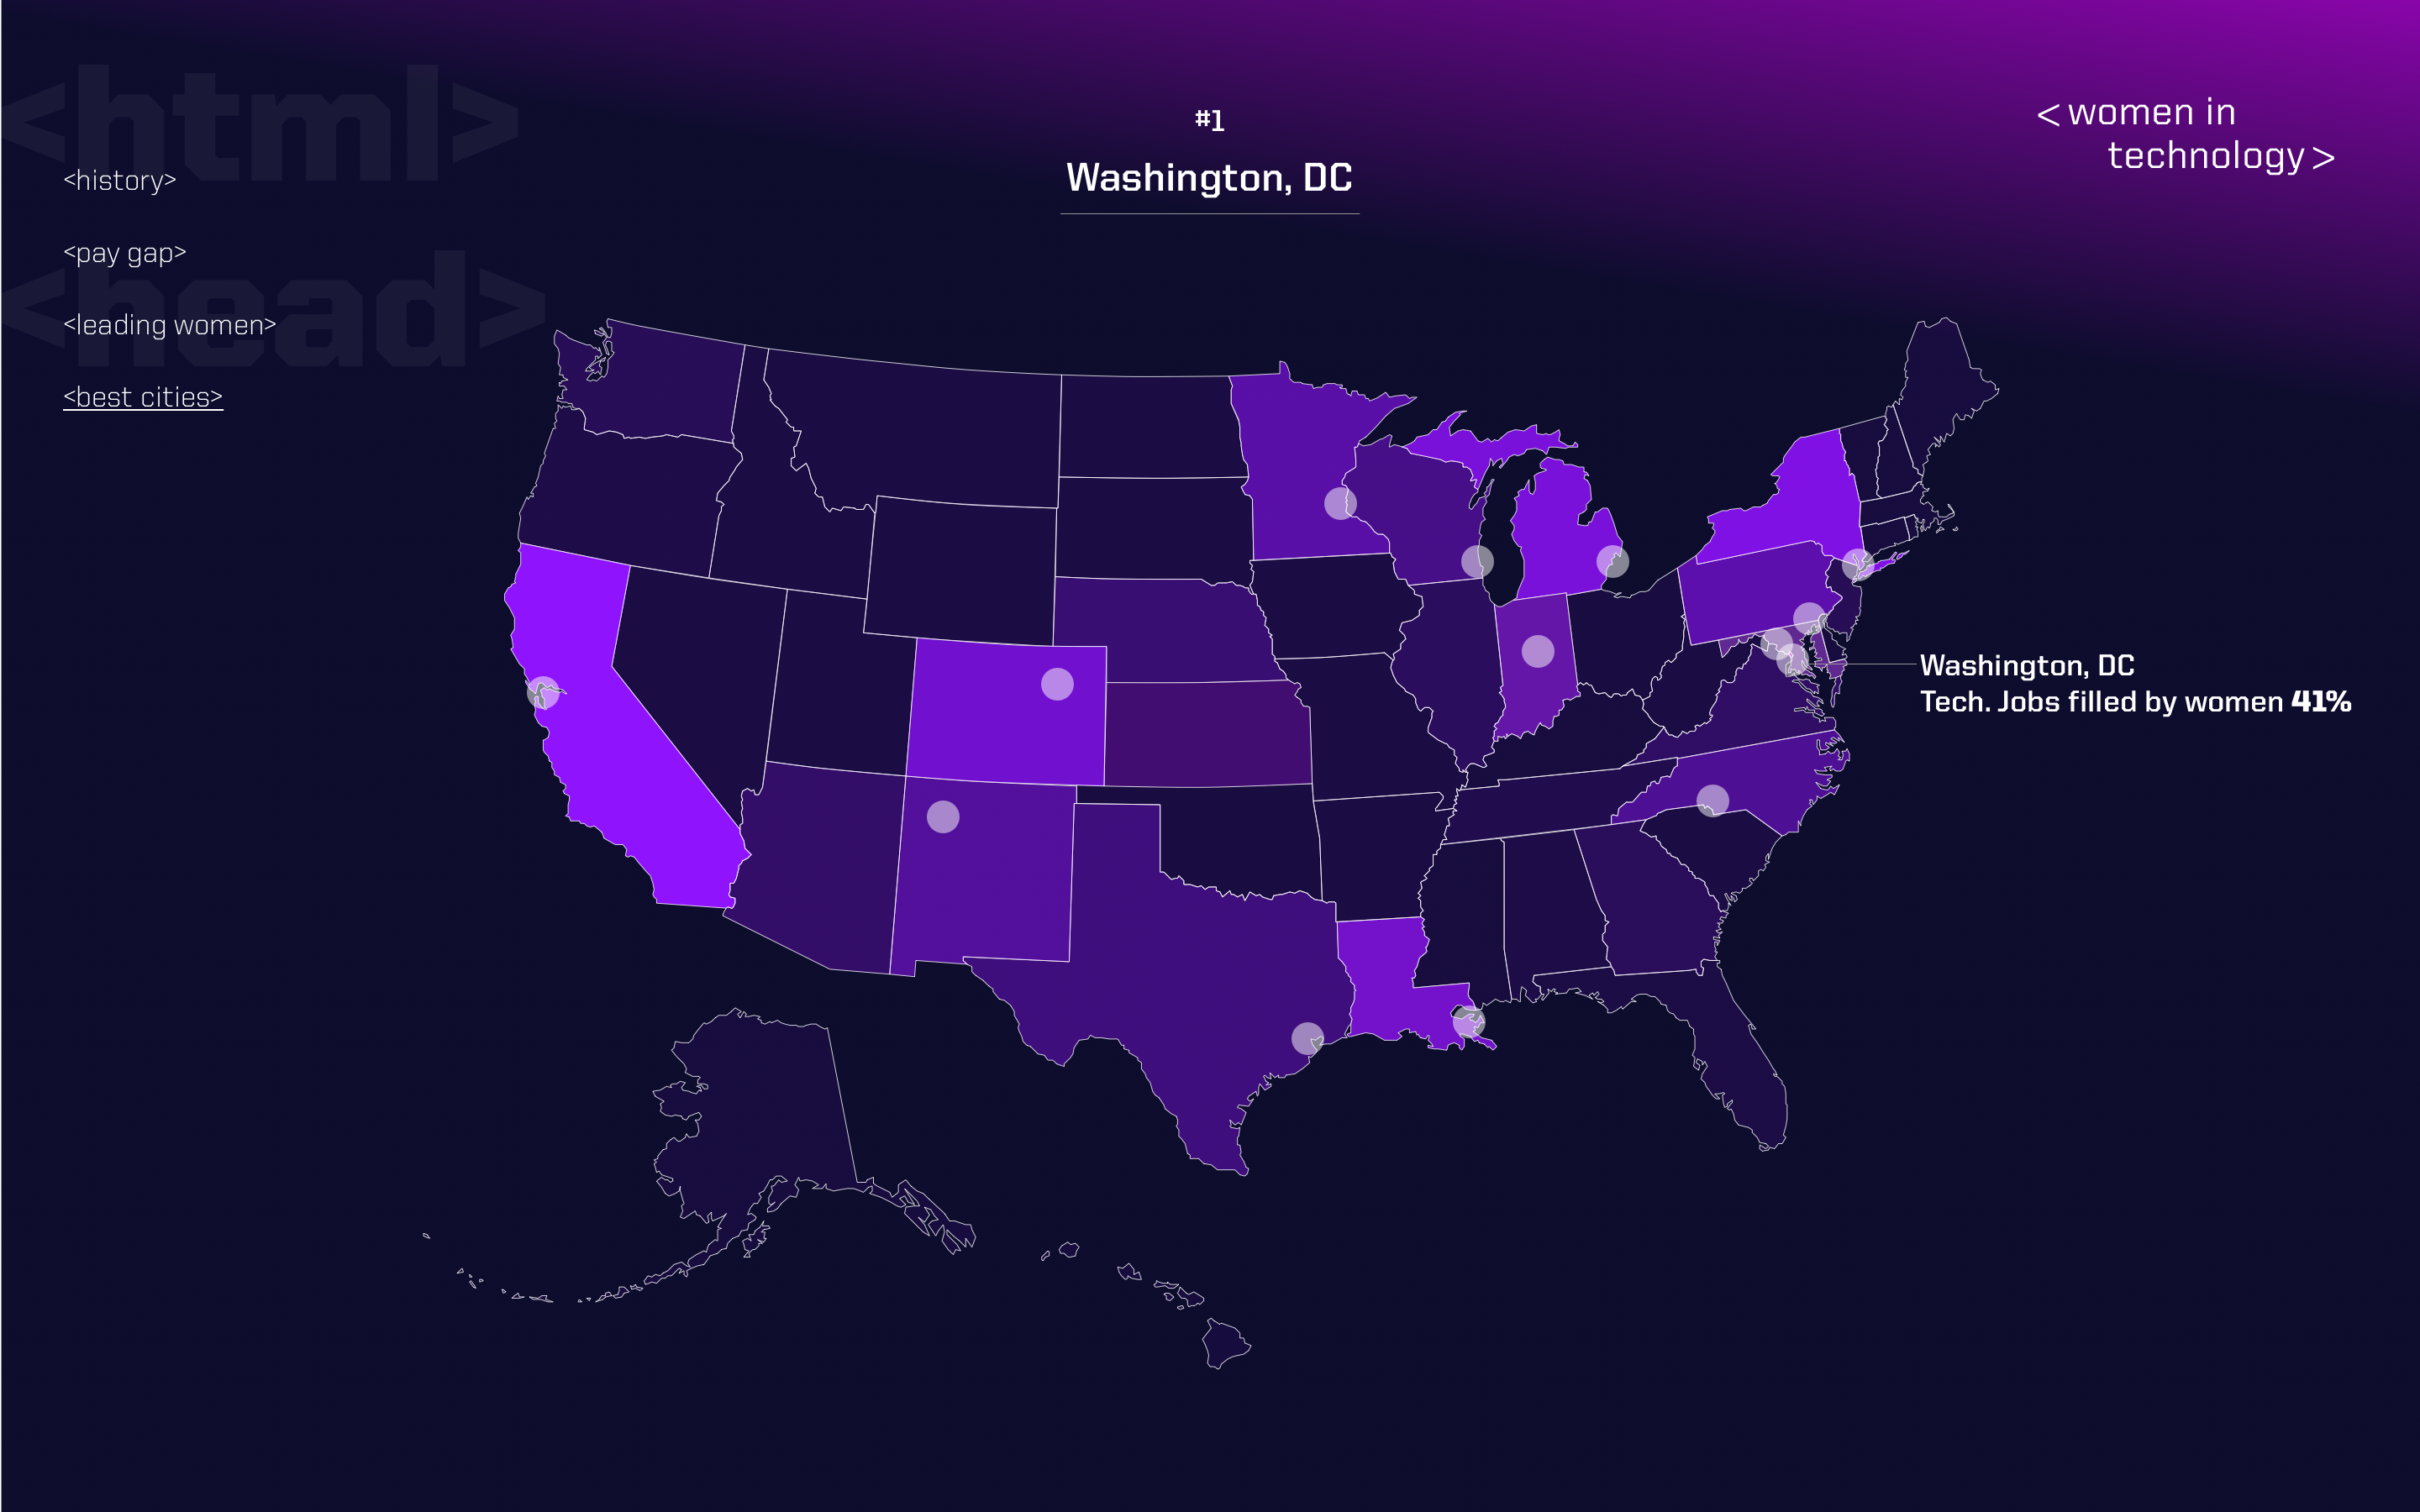 <html>
<head>
<history>
<pay gap>
<leading women>
<best cities>
#1
Washington, DC
< women in
technology >
Washington, DC
Tech. Jobs filled by women 41%